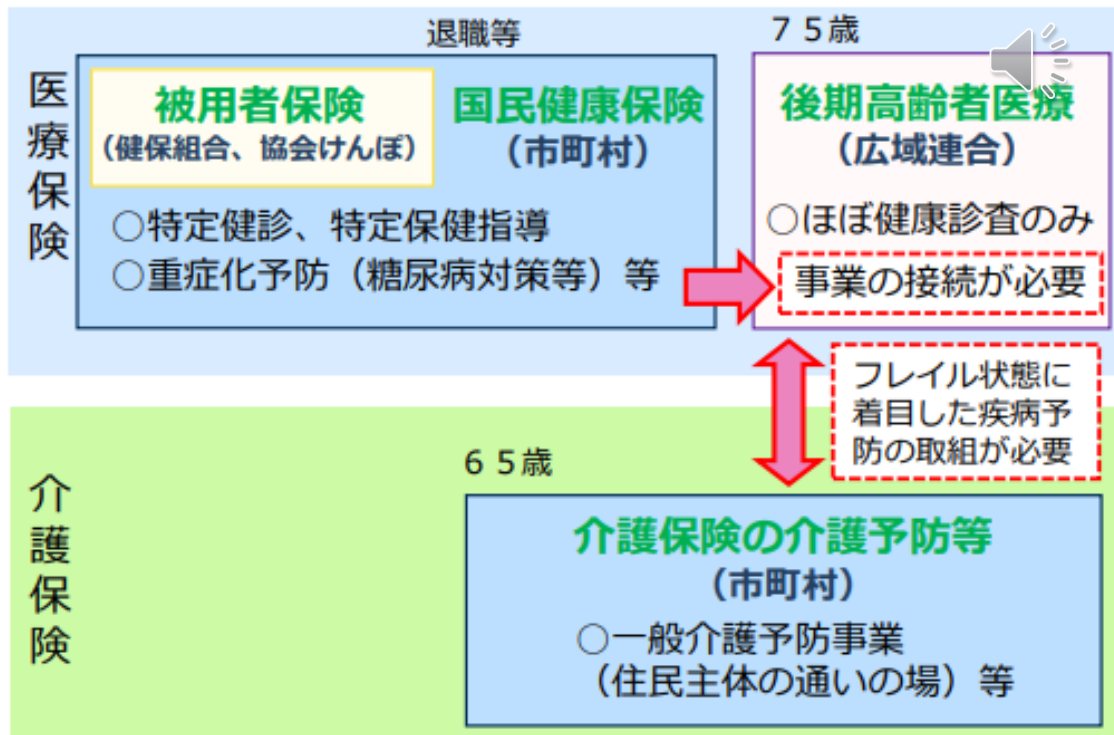 退職等
７５歳
医療保険
被用者保険
（健保組合、協会けんぽ）
国民健康保険
（市町村）
○特定健診、特定保健指導
○重症化予防（糖尿病対策等）等
後期高齢者医療
（広域連合）
○ほぼ健康診査のみ
事業の接続が必要
フレイル状態に
着目した疾病予
防の取組が必要
介護保険
６５歳
介護保険の介護予防等
（市町村）
○一般介護予防事業
（住民主体の通いの場）等